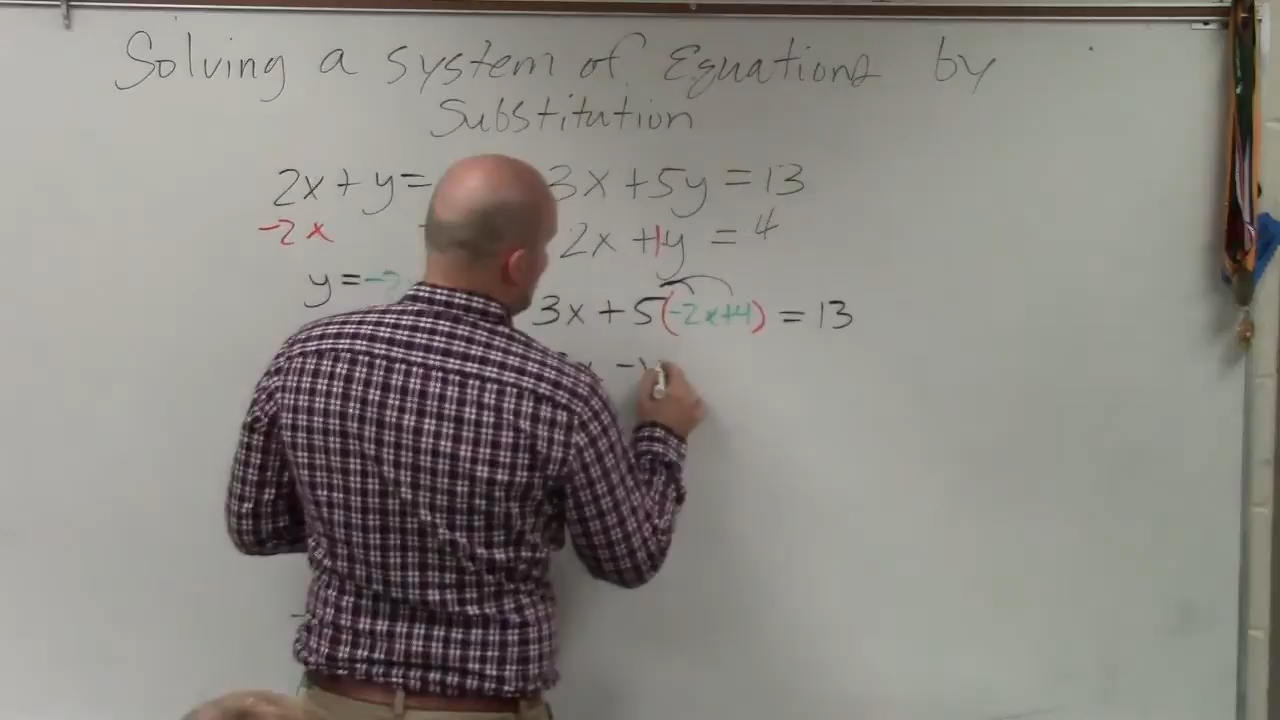 Solving a system of Equations by
Substitution
2x + y =
3x + 5y = 13
-2x
2x + 1y = 4
y = -2
3x + 5(-2x+4) = 13